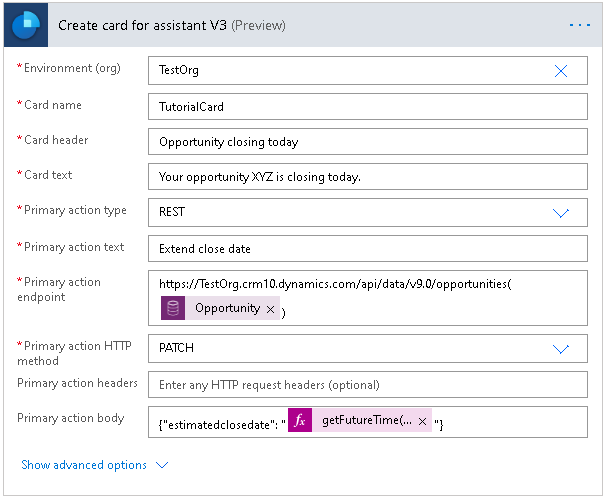 Create card for assistant V3 (Preview)
*Environment (org)
TestOrg
*Card name
TutorialCard
*Card header
Opportunity closing today
*Card text
Your opportunity XYZ is closing today.
*Primary action type
REST
*Primary action text
Extend close date
*Primary action
endpoint
https://TestOrg.crm10.dynamics.com/api/data/v9.0/opportunities(
Opportunity × )
*Primary action HTTP
method
PATCH
Primary action headers
Enter any HTTP request headers (optional)
Primary action body
{"estimatedclosedate": " fx getFutureTime(... × "}
Show advanced options